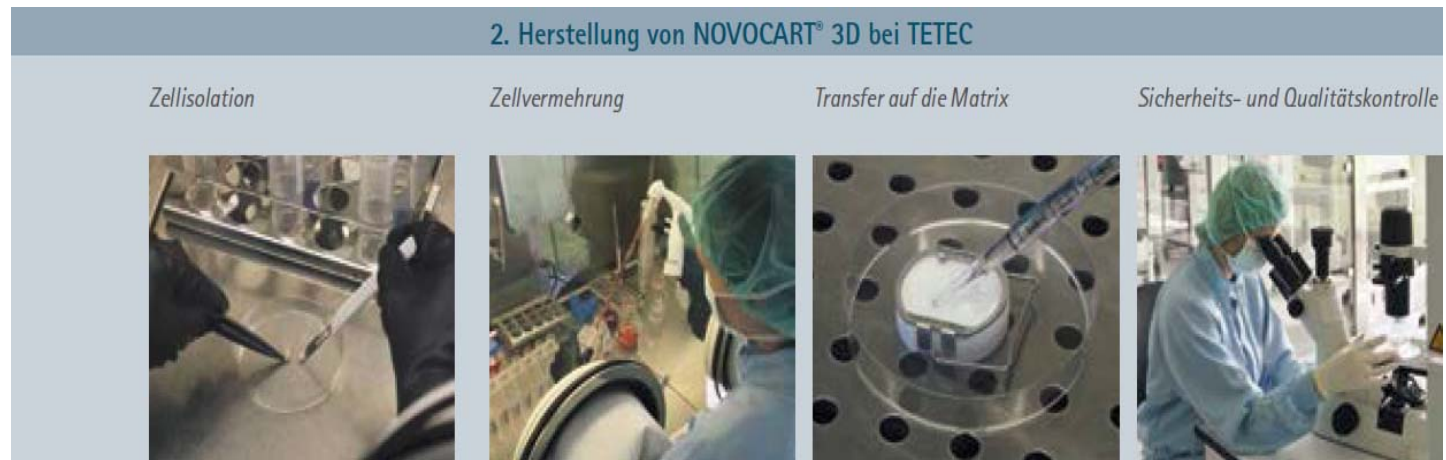 2. Herstellung von NOVOCART® 3D bei TETEC
Zellisolation
Zellvermehrung
Transfer auf die Matrix
Sicherheits- und Qualitätskontrolle